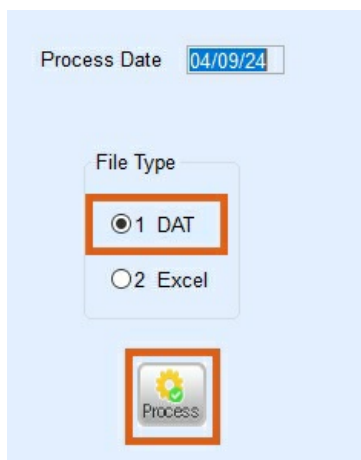 Process Date 04/09/24
File Type
1 DAT
2 Excel
Process